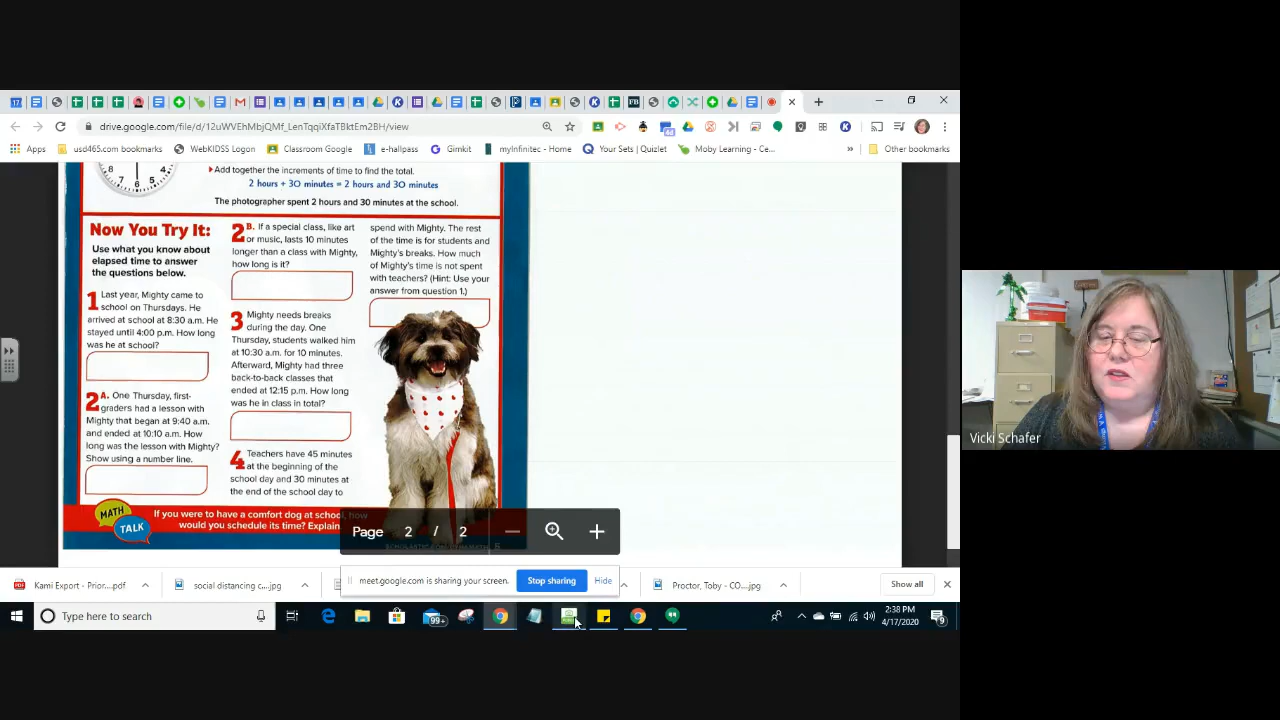 drive.google.com/file/d/12uWVEhMbjQMf_LenTqqiXfaTBktEm2BH/view
Apps
usd465.com bookmarks
WebKIDSS Logon
Classroom Google
e-hallpass
Gimkit
myInfinitec - Home
Your Sets | Quizlet
Moby Learning - Ce...
Other bookmarks
8 7 6 5 4
Add together the increments of time to find the total.
2 hours + 30 minutes = 2 hours and 30 minutes
The photographer spent 2 hours and 30 minutes at the school.
Now You Try It:
Use what you know about
elapsed time to answer
the questions below.
1 Last year, Mighty came to
school on Thursdays. He
arrived at school at 8:30 a.m. He
stayed until 4:00 p.m. How long
was he at school?
2 A. One Thursday, first-
graders had a lesson with
Mighty that began at 9:40 a.m.
and ended at 10:10 a.m. How
long was the lesson with Mighty?
Show using a number line.
2 B. If a special class, like art
or music, lasts 10 minutes
longer than a class with Mighty,
how long is it?
3 Mighty needs breaks
during the day. One
Thursday, students walked him
at 10:30 a.m. for 10 minutes.
Afterward, Mighty had three
back-to-back classes that
ended at 12:15 p.m. How long
was he in class in total?
4 Teachers have 45 minutes
at the beginning of the
school day and 30 minutes at
the end of the school day to
spend with Mighty. The rest
of the time is for students and
Mighty's breaks. How much
of Mighty's time is not spent
with teachers? (Hint: Use your
answer from question 1.)
MATH
TALK
If you were to have a comfort dog at school, how
would you schedule its time? Explain
Page 2 / 2
meet.google.com is sharing your screen.
Stop sharing
Hide
Kami Export - Prior....pdf
social distancing c....jpg
Proctor, Toby - CO....jpg
Show all
Type here to search
99+
2:38 PM
4/17/2020
9
Vicki Schafer